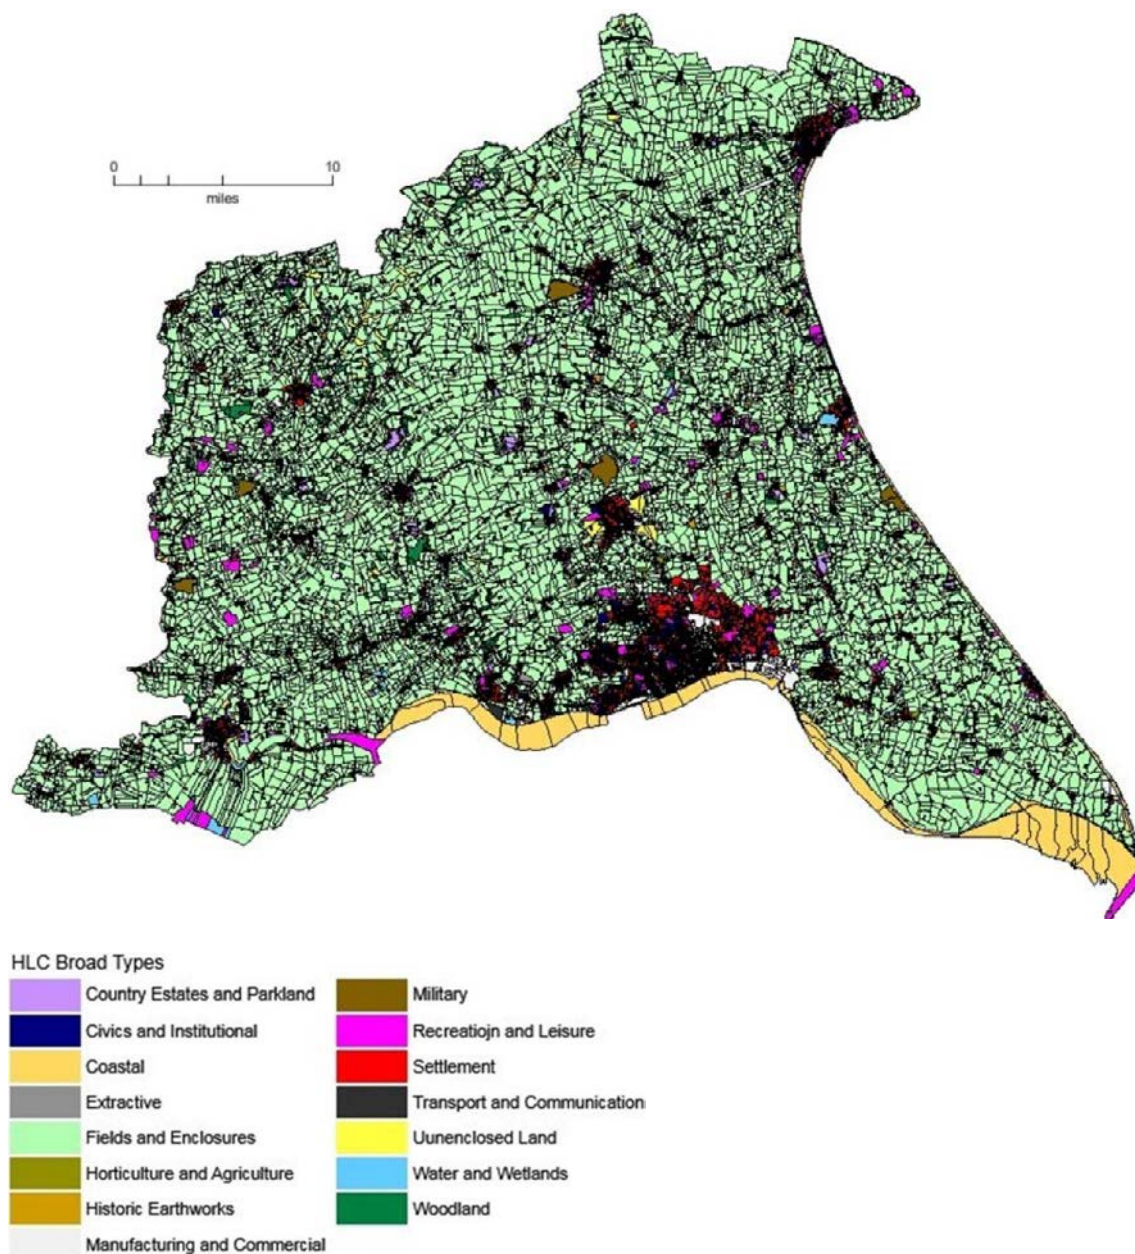 0 10
miles
HLC Broad Types
Country Estates and Parkland
Civics and Institutional
Coastal
Extractive
Fields and Enclosures
Horticulture and Agriculture
Historic Earthworks
Manufacturing and Commercial
Military
Recreatiojn and Leisure
Settlement
Transport and Communication
Uunenclosed Land
Water and Wetlands
Woodland